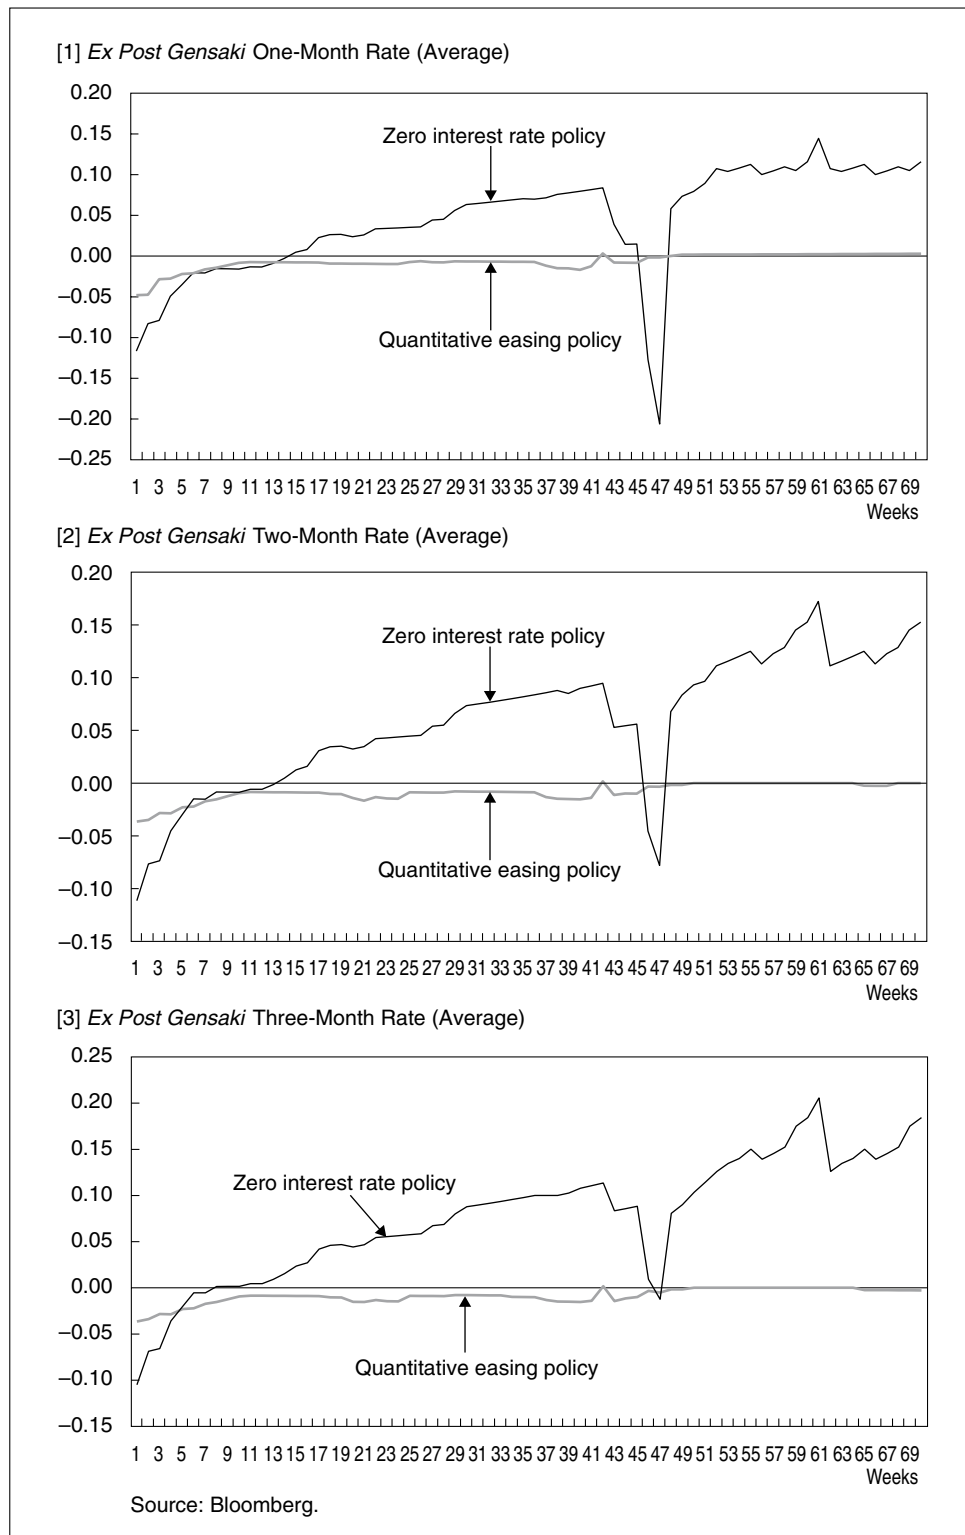 [1] Ex Post Gensaki One-Month Rate (Average)
0.20
0.15
0.10
0.05
0.00
–0.05
–0.10
–0.15
–0.20
–0.25
Zero interest rate policy
Quantitative easing policy
1 3 5 7 9 11 13 15 17 19 21 23 25 27 29 31 33 35 37 39 41 43 45 47 49 51 53 55 57 59 61 63 65 67 69
Weeks
[2] Ex Post Gensaki Two-Month Rate (Average)
0.20
0.15
0.10
0.05
0.00
–0.05
–0.10
–0.15
Zero interest rate policy
Quantitative easing policy
1 3 5 7 9 11 13 15 17 19 21 23 25 27 29 31 33 35 37 39 41 43 45 47 49 51 53 55 57 59 61 63 65 67 69
Weeks
[3] Ex Post Gensaki Three-Month Rate (Average)
0.25
0.20
0.15
0.10
0.05
0.00
–0.05
–0.10
–0.15
Zero interest rate policy
Quantitative easing policy
1 3 5 7 9 11 13 15 17 19 21 23 25 27 29 31 33 35 37 39 41 43 45 47 49 51 53 55 57 59 61 63 65 67 69
Weeks
Source: Bloomberg.